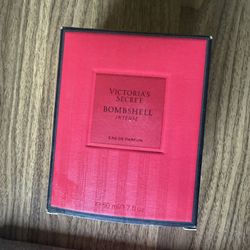 VICTORIA'S
SECRET
BOMBSHELL
INTENSE
EAU DE PARFUM
℮ 50 ml/1.7 fl oz